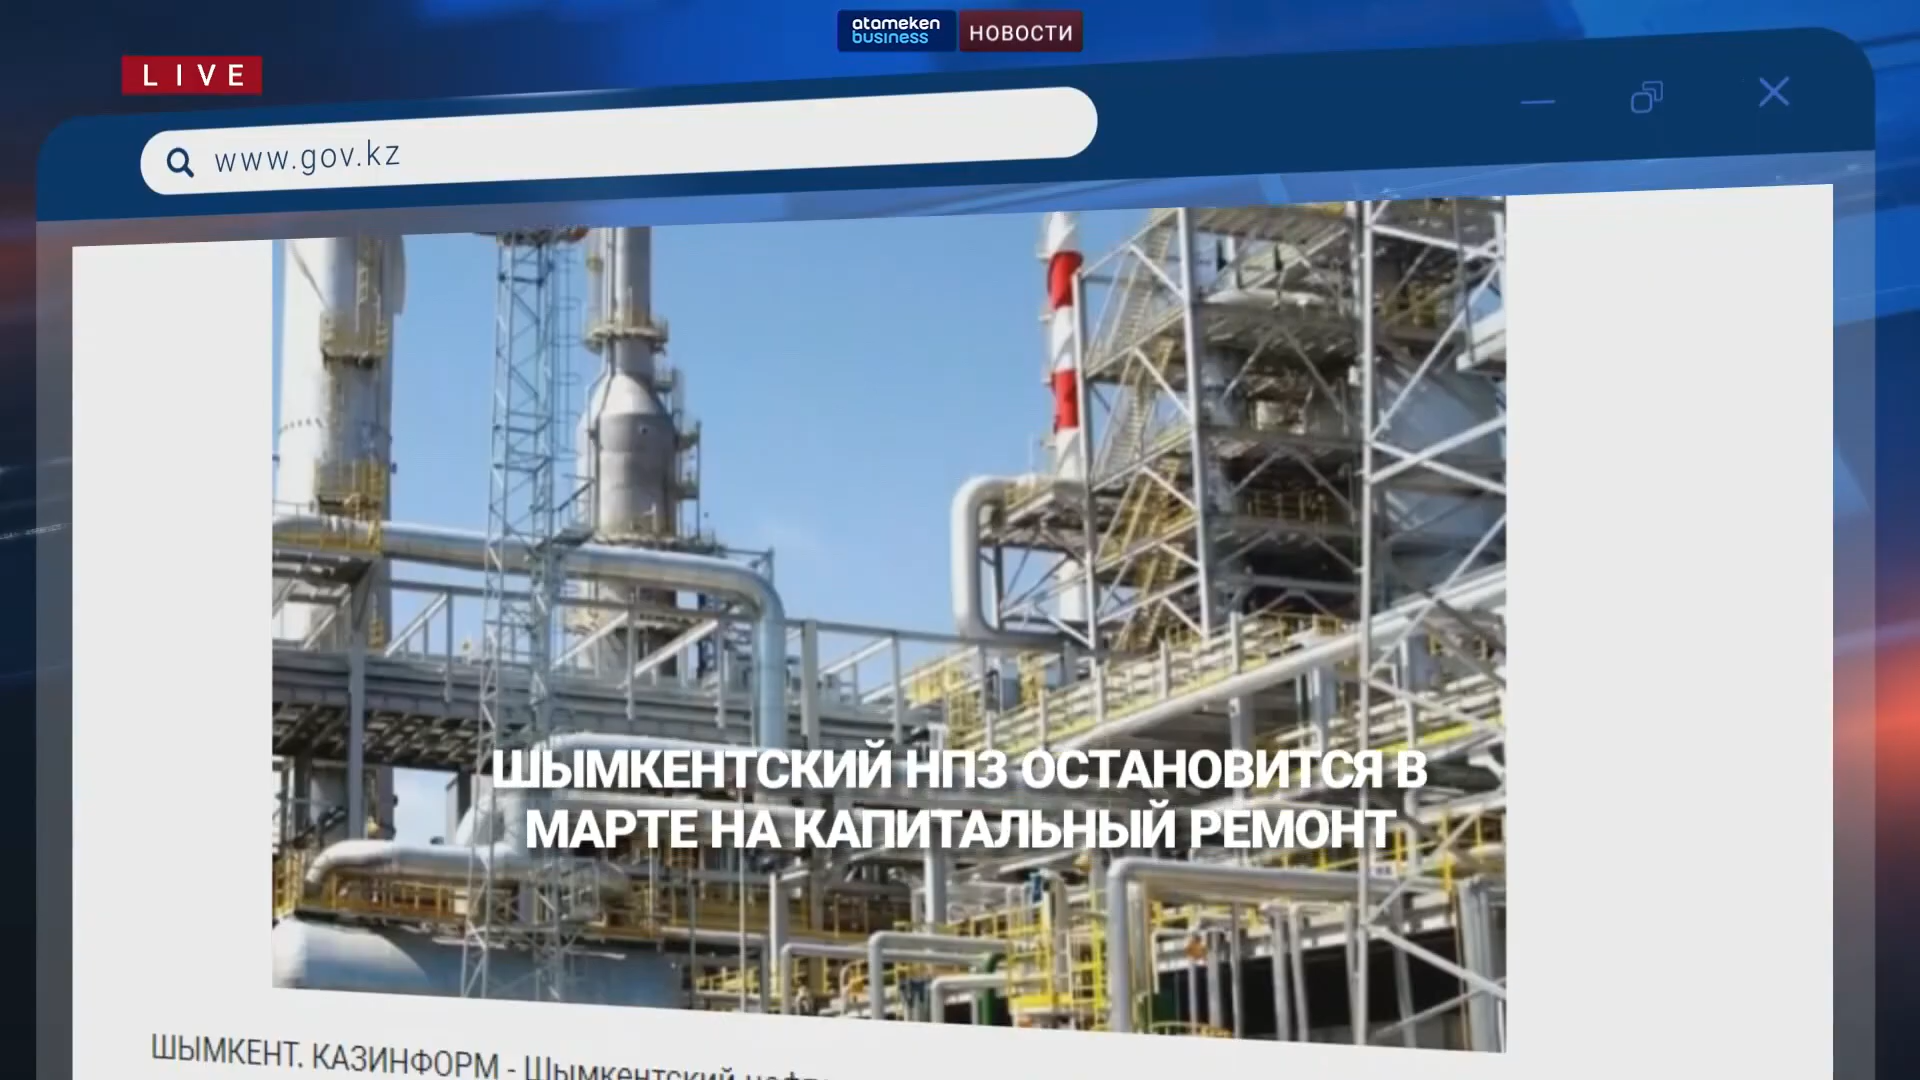 atameken
business
НОВОСТИ
LIVE
www.gov.kz
ШЫМКЕНТСКИЙ НПЗ ОСТАНОВИТСЯ В
МАРТЕ НА КАПИТАЛЬНЫЙ РЕМОНТ
ШЫМКЕНТ. КАЗИНФОРМ - Шымкентский